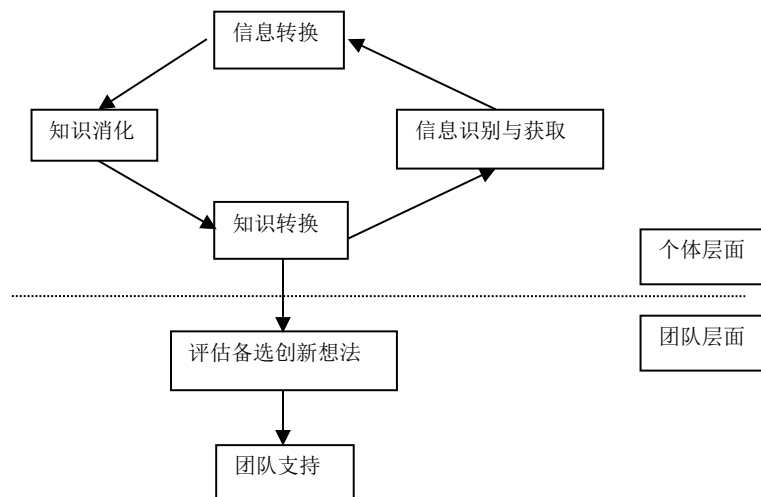 信息转换
知识消化
信息识别与获取
知识转换
个体层面
团队层面
评估备选创新想法
团队支持